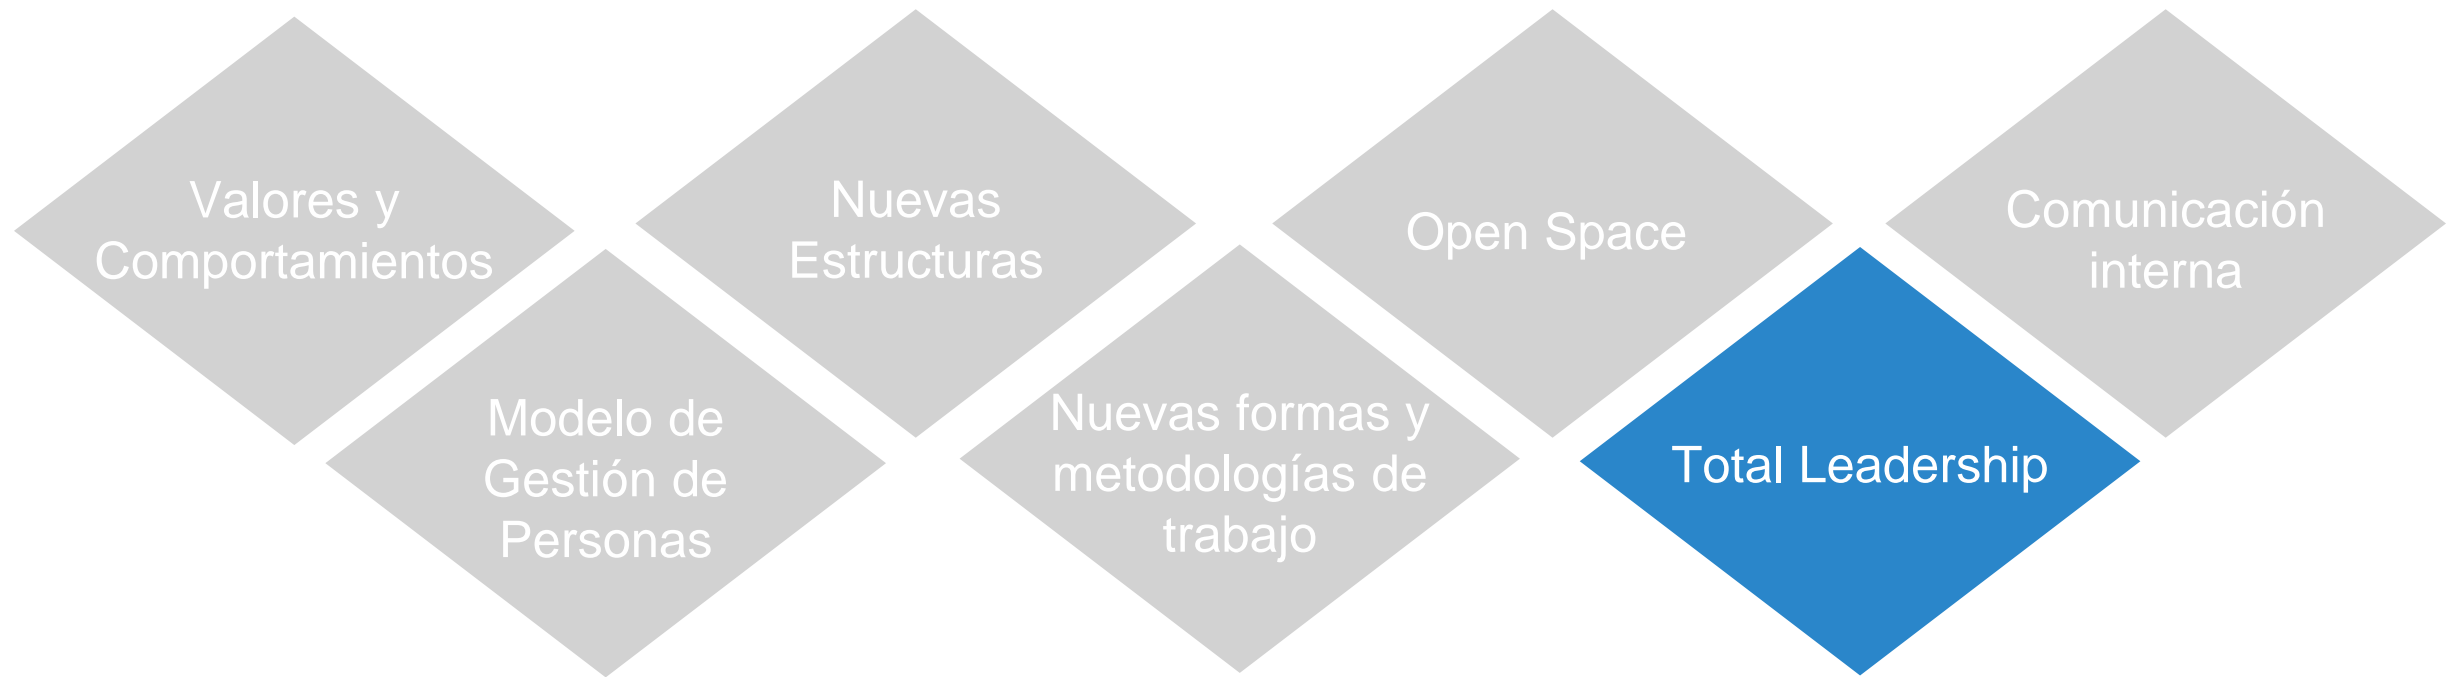 Valores y
Comportamientos
Modelo de
Gestión de
Personas
Nuevas
Estructuras
Nuevas formas y
metodologías de
trabajo
Open Space
Total Leadership
Comunicación
interna